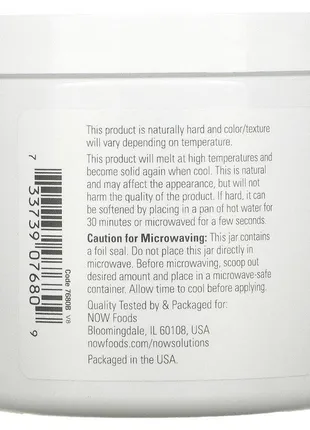 This product is naturally hard and color/texture
will vary depending on temperature.
This product will melt at high temperatures and
become solid again when cool. This is natural
and may affect the appearance, but will not
harm the quality of the product. If hard, it can
be softened by placing in a pan of hot water for
30 minutes or microwaved for a few seconds.
Caution for Microwaving: This jar contains
a foil seal. Do not place this jar directly in
microwave. Before microwaving, scoop out
desired amount and place in a microwave-safe
container. Allow time to cool before applying.
Quality Tested by & Packaged for:
NOW Foods
Bloomingdale, IL 60108, USA
nowfoods.com/nowsolutions
Packaged in the USA.
7 33739 07680 9
Code 7680B V8